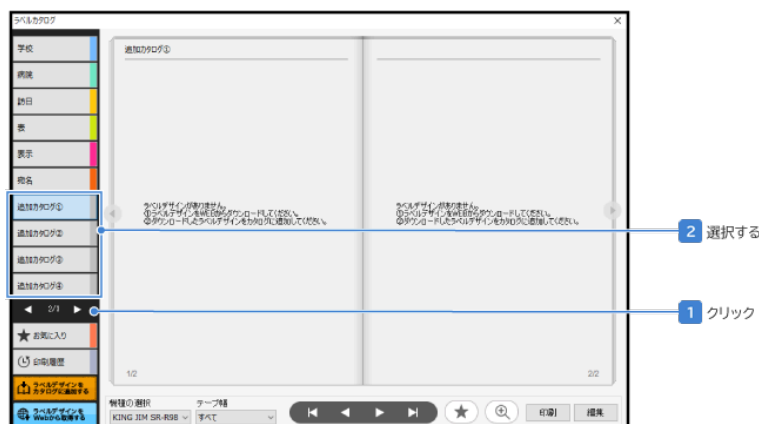 ラベルカタログ
×
学校
病院
訪日
表
表示
宛名
追加カタログ①
追加カタログ②
追加カタログ③
追加カタログ④
◀ 2/3 ▶
★ お気に入り
印刷履歴
ラベルデザインを
カタログに追加する
ラベルデザインを
Webから取得する
追加カタログ①
ラベルデザインがありません。
①ラベルデザインをWEBからダウンロードしてください。
②ダウンロードしたラベルデザインをカタログに追加してください。
1/2
ラベルデザインがありません。
①ラベルデザインをWEBからダウンロードしてください。
②ダウンロードしたラベルデザインをカタログに追加してください。
2/2
機種の選択
KING JIM SR-R98
テープ幅
すべて
印刷
編集
2 選択する
1 クリック